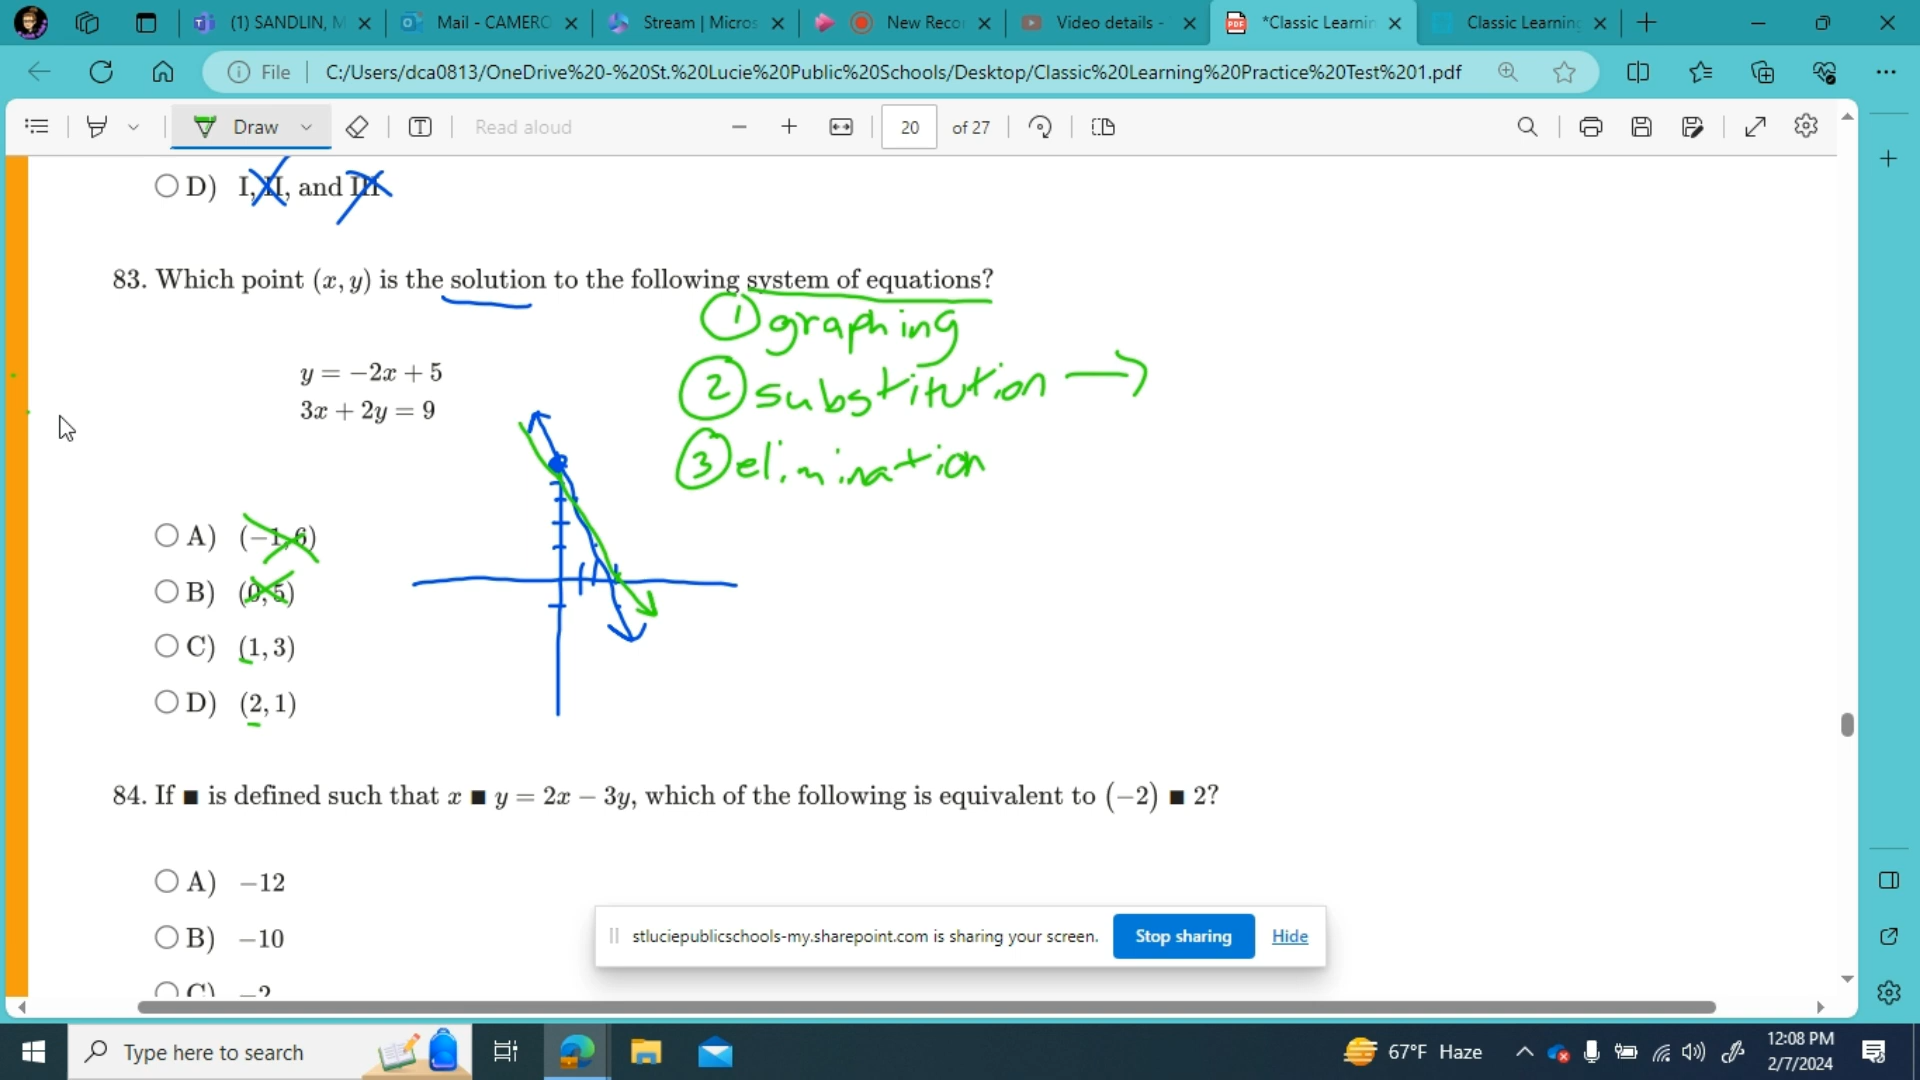 (1) SANDLIN, M
Mail - CAMERO
Stream | Micros
New Recor
Video details -
*Classic Learnin
Classic Learning
File C:/Users/dca0813/OneDrive%20-%20St.%20Lucie%20Public%20Schools/Desktop/Classic%20Learning%20Practice%20Test%201.pdf
Draw Read aloud 20 of 27
D) I, II, and III
83. Which point (x, y) is the solution to the following system of equations?
① graphing
y = −2x + 5
② substitution →
3x + 2y = 9
③ elimination
A) (−1, 6)
B) (0, 5)
C) (1, 3)
D) (2, 1)
84. If ■ is defined such that x ■ y = 2x − 3y, which of the following is equivalent to (−2) ■ 2?
A) −12
B) −10
C) −2
stluciepublicschools-my.sharepoint.com is sharing your screen. Stop sharing Hide
Type here to search
67°F Haze
12:08 PM
2/7/2024